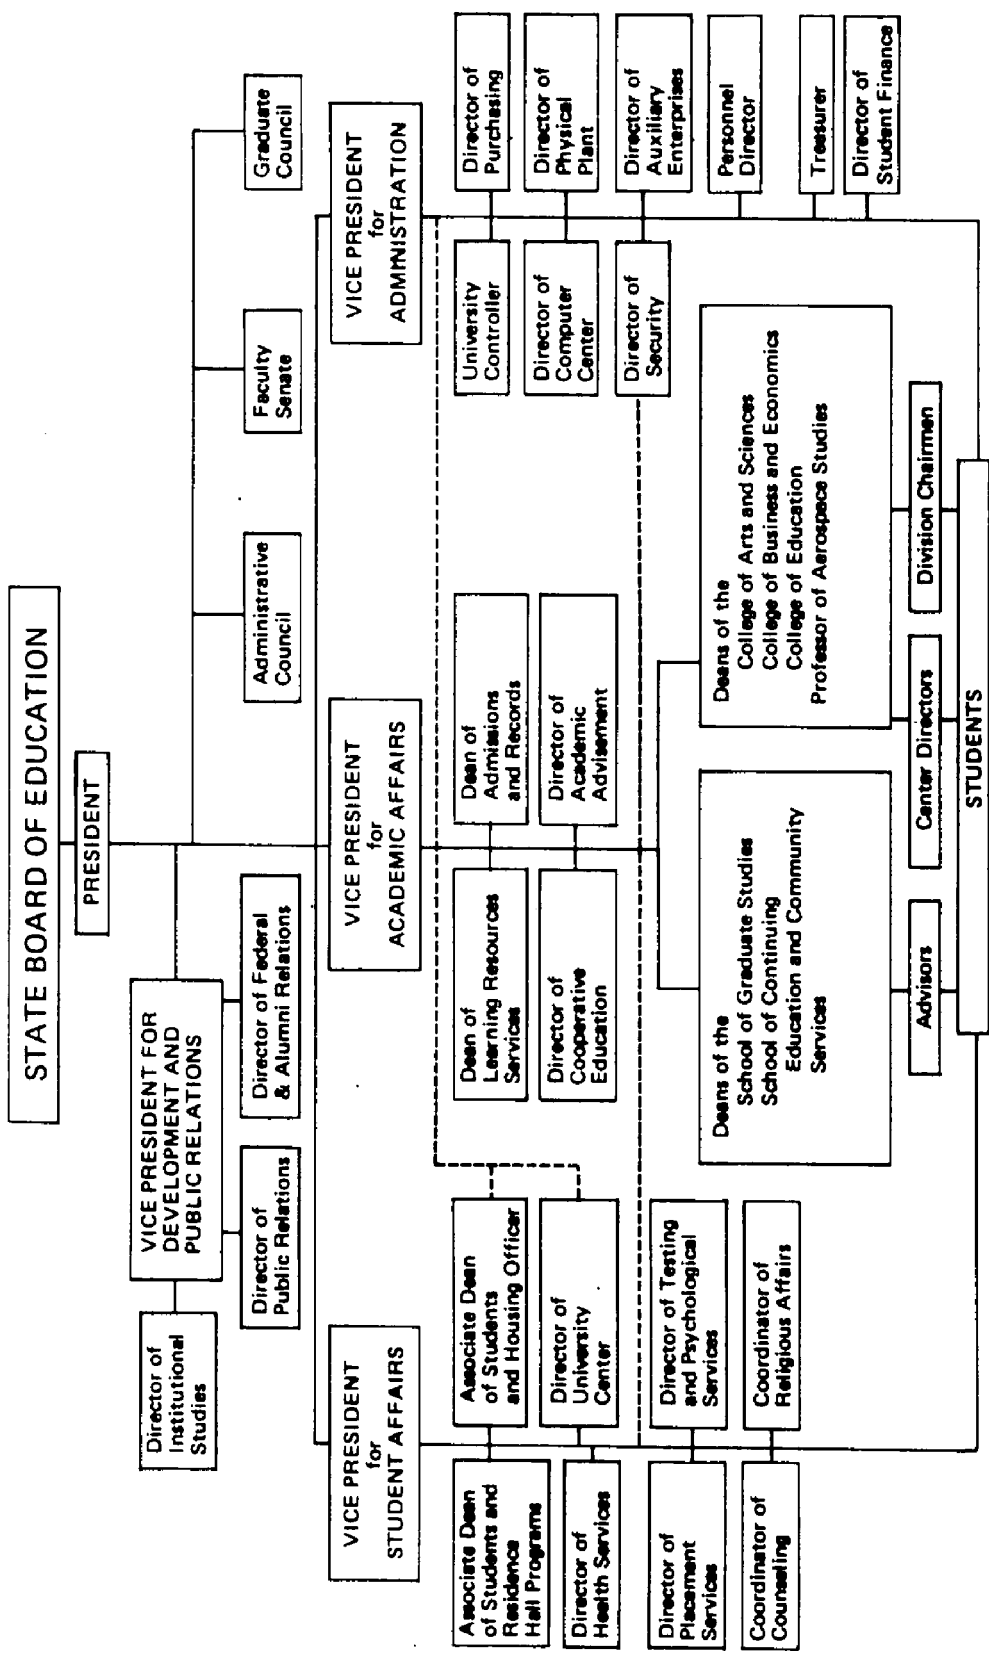 STATE BOARD OF EDUCATION
PRESIDENT
VICE PRESIDENT FOR
DEVELOPMENT AND
PUBLIC RELATIONS
Director of
Institutional
Studies
Director of
Public Relations
Director of Federal
& Alumni Relations
Administrative
Council
Faculty
Senate
Graduate
Council
VICE PRESIDENT
for
STUDENT AFFAIRS
VICE PRESIDENT
for
ACADEMIC AFFAIRS
VICE PRESIDENT
for
ADMINISTRATION
Associate Dean
of Students and
Residence
Hall Programs
Associate Dean
of Students
and Housing Officer
Director of
Health Services
Director of
University
Center
Director of
Placement
Services
Director of Testing
and Psychological
Services
Coordinator of
Counseling
Coordinator of
Religious Affairs
Dean of
Learning Resources
Services
Dean of
Admissions
and Records
Director of
Cooperative
Education
Director of
Academic
Advisement
Deans of the
School of Graduate Studies
School of Continuing
Education and Community
Services
Deans of the
College of Arts and Sciences
College of Business and Economics
College of Education
Professor of Aerospace Studies
University
Controller
Director of
Purchasing
Director of
Computer
Center
Director of
Physical
Plant
Director of
Security
Director of
Auxiliary
Enterprises
Personnel
Director
Treasurer
Director of
Student Finance
Advisors
Center Directors
Division Chairmen
STUDENTS